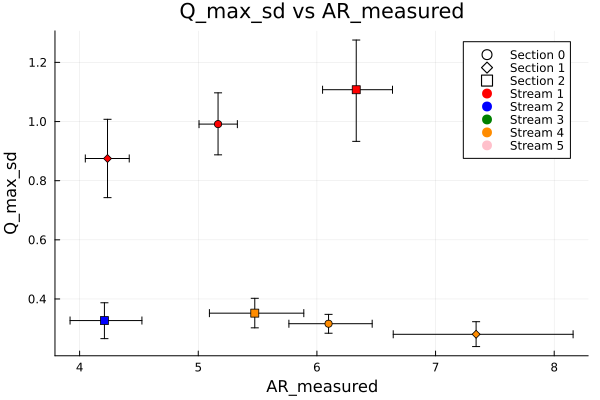 Q_max_sd vs AR_measured
Section 0
Section 1
Section 2
Stream 1
Stream 2
Stream 3
Stream 4
Stream 5
1.2
1.0
0.8
0.6
0.4
Q_max_sd
4 5 6 7 8
AR_measured